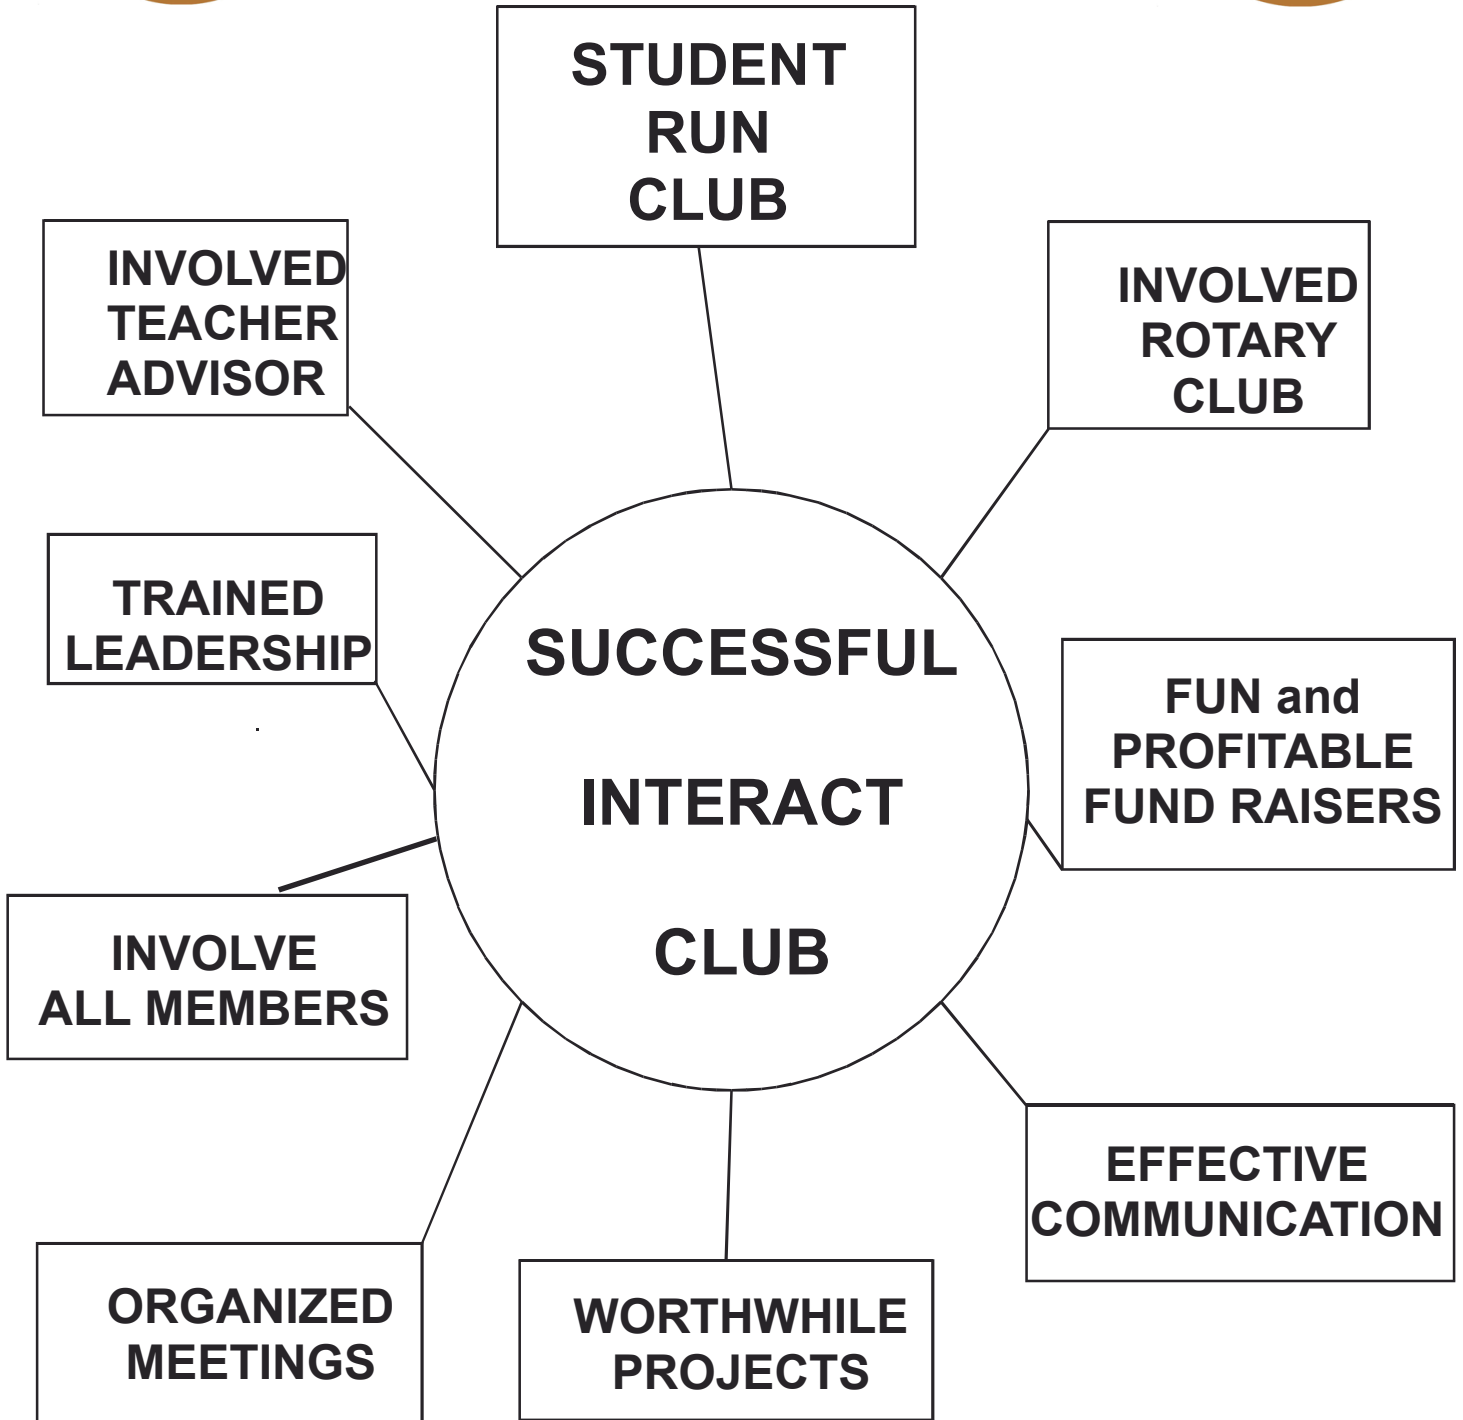 STUDENT
RUN
CLUB
INVOLVED
TEACHER
ADVISOR
INVOLVED
ROTARY
CLUB
TRAINED
LEADERSHIP
SUCCESSFUL
INTERACT
CLUB
FUN and
PROFITABLE
FUND RAISERS
INVOLVE
ALL MEMBERS
EFFECTIVE
COMMUNICATION
ORGANIZED
MEETINGS
WORTHWHILE
PROJECTS